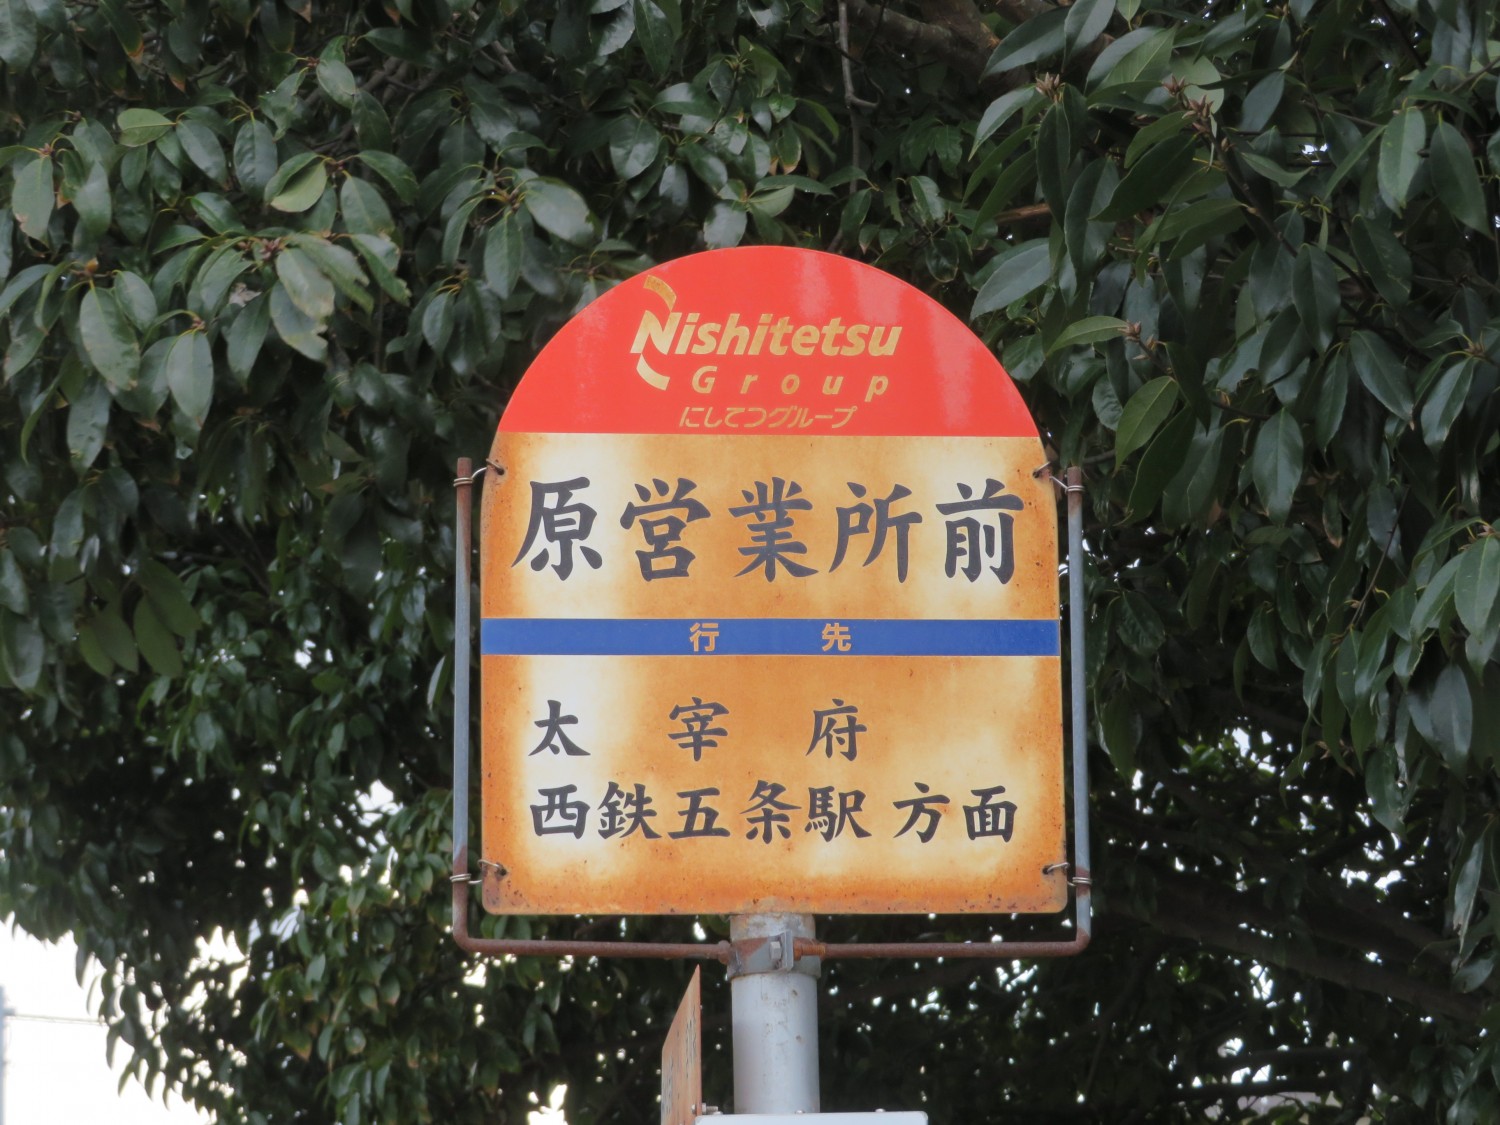 Nishitetsu
Group
にしてつグループ
原営業所前
行先
太宰府
西鉄五条駅方面